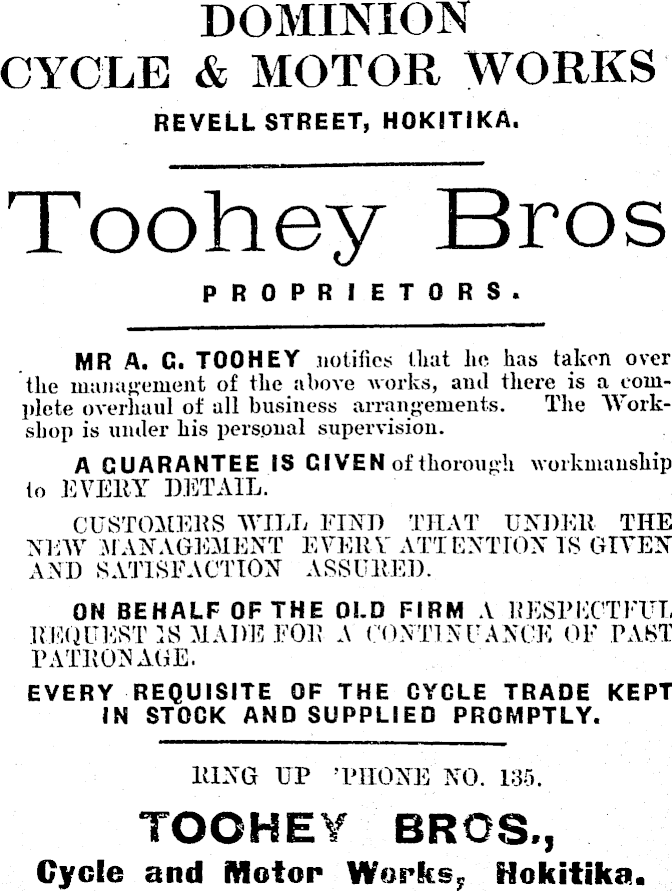 DOMINION
CYCLE & MOTOR WORKS
REVELL STREET, HOKITIKA.
Toohey Bros
PROPRIETORS.
MR A. G. TOOHEY notifies that he has taken over
the management of the above works, and there is a com-
plete overhaul of all business arrangements. The Work-
shop is under his personal supervision.
A GUARANTEE IS GIVEN of thorough workmanship
to EVERY DETAIL.
CUSTOMERS WILL FIND THAT UNDER THE
NEW MANAGEMENT EVERY ATTENTION IS GIVEN
AND SATISFACTION ASSURED.
ON BEHALF OF THE OLD FIRM A RESPECTFUL
REQUEST IS MADE FOR A CONTINUANCE OF PAST
PATRONAGE.
EVERY REQUISITE OF THE CYCLE TRADE KEPT
IN STOCK AND SUPPLIED PROMPTLY.
RING UP 'PHONE NO. 135.
TOOHEY BROS.,
Cycle and Motor Works, Hokitika.